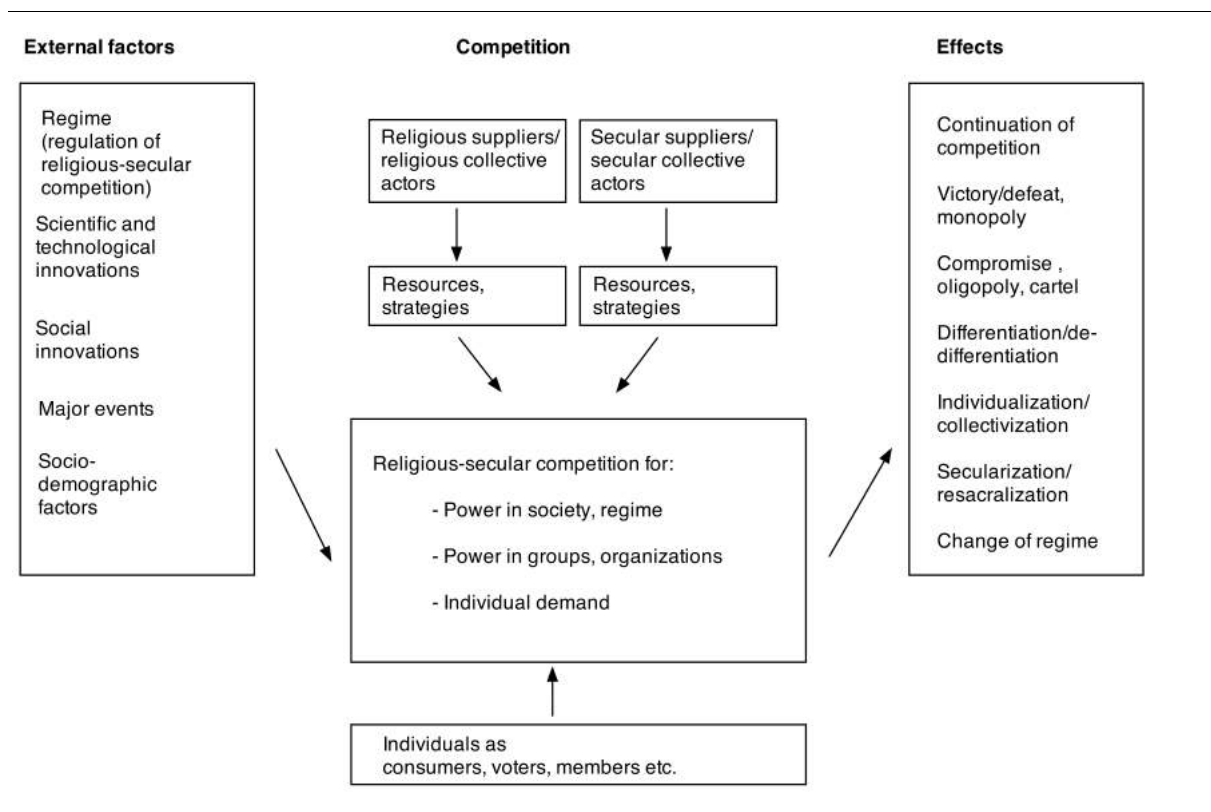 External factors
Competition
Effects
Regime
(regulation of
religious-secular
competition)
Scientific and
technological
innovations
Social
innovations
Major events
Socio-
demographic
factors
Religious suppliers/
religious collective
actors
Secular suppliers/
secular collective
actors
Resources,
strategies
Resources,
strategies
Religious-secular competition for:
- Power in society, regime
- Power in groups, organizations
- Individual demand
Individuals as
consumers, voters, members etc.
Continuation of
competition
Victory/defeat,
monopoly
Compromise ,
oligopoly, cartel
Differentiation/de-
differentiation
Individualization/
collectivization
Secularization/
resacralization
Change of regime